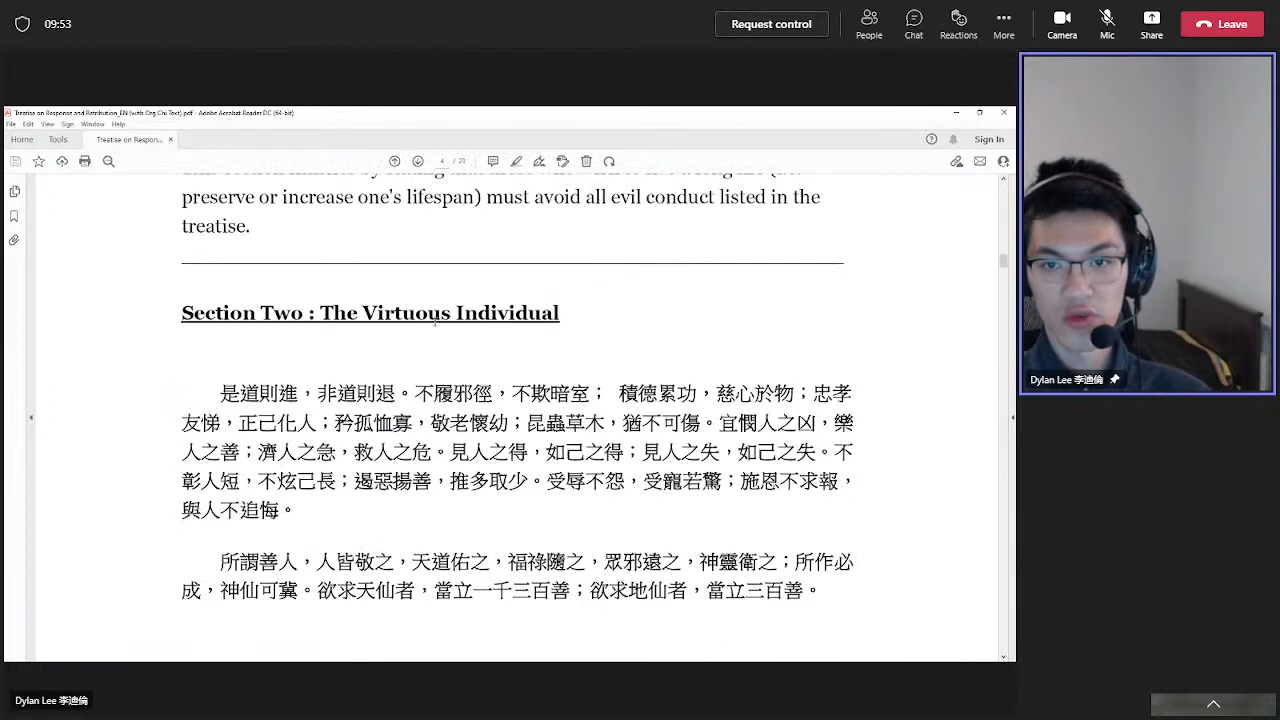 09:53
Request control
People
Chat
Reactions
More
Camera
Mic
Share
Leave
Treatise on Response and Retribution_EN (with Org Chi Text).pdf - Adobe Acrobat Reader DC (64-bit)
File Edit View Sign Window Help
Home Tools Treatise on Respon... ×
Sign In
4 / 23
preserve or increase one's lifespan) must avoid all evil conduct listed in the
treatise.
Section Two : The Virtuous Individual
是道則進，非道則退。不履邪徑，不欺暗室； 積德累功，慈心於物；忠孝
友悌，正己化人；矜孤恤寡，敬老懷幼；昆蟲草木，猶不可傷。宜憫人之凶，樂
人之善；濟人之急，救人之危。見人之得，如己之得；見人之失，如己之失。不
彰人短，不炫己長；遏惡揚善，推多取少。受辱不怨，受寵若驚；施恩不求報，
與人不追悔。
所謂善人，人皆敬之，天道佑之，福祿隨之，眾邪遠之，神靈衛之；所作必
成，神仙可冀。欲求天仙者，當立一千三百善；欲求地仙者，當立三百善。
Dylan Lee 李迪倫
Dylan Lee 李迪倫